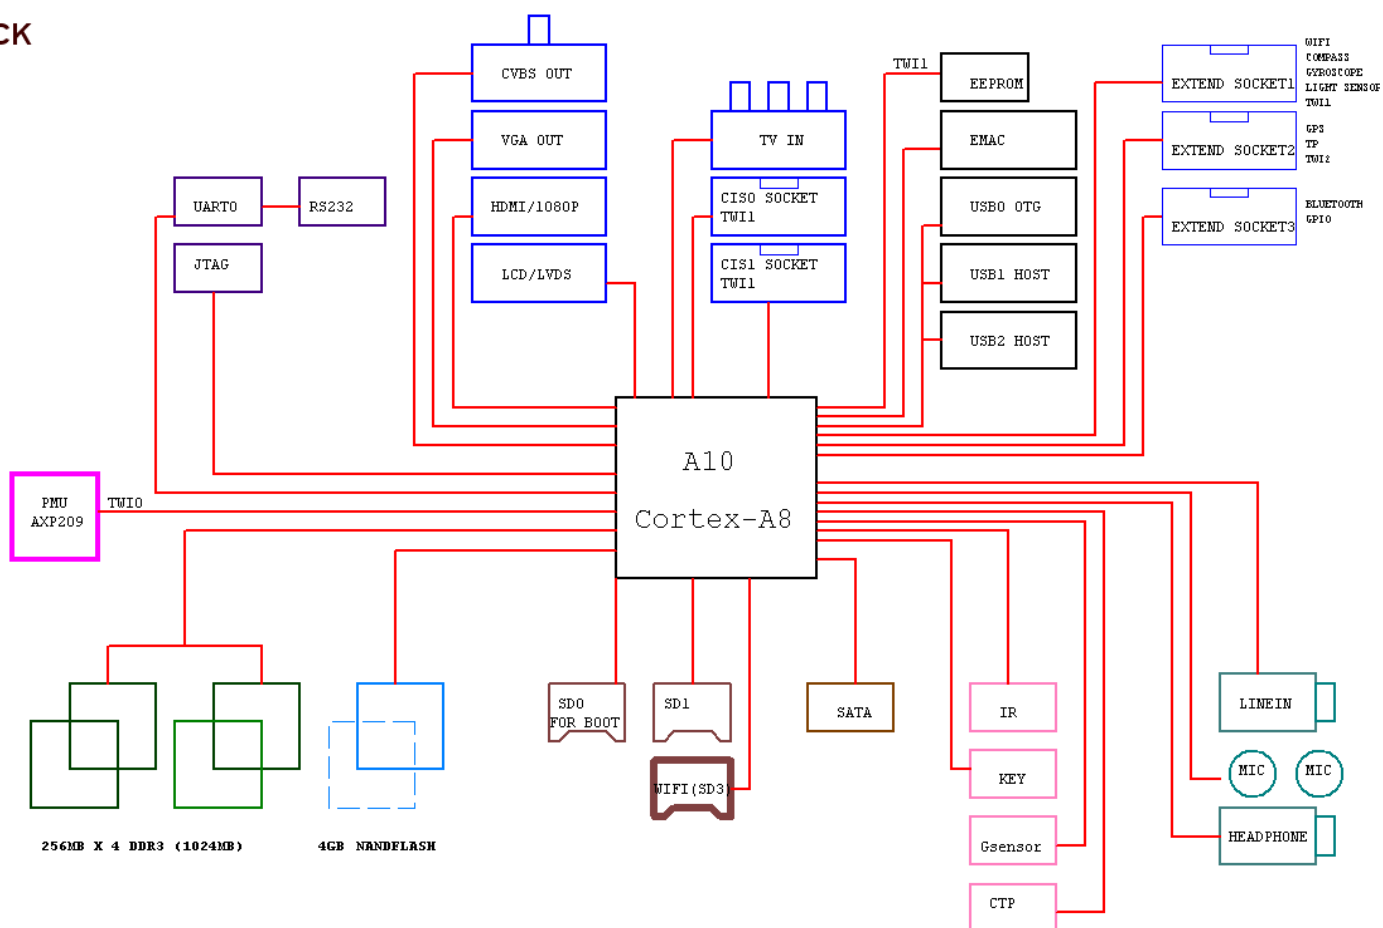 CK
CVBS OUT
VGA OUT
HDMI/1080P
LCD/LVDS
UART0
RS232
JTAG
TV IN
CIS0 SOCKET
TWI1
CIS1 SOCKET
TWI1
TWI1
EEPROM
EMAC
USB0 OTG
USB1 HOST
USB2 HOST
EXTEND SOCKET1
WIFI
COMPASS
GYROSCOPE
LIGHT SENSOR
TWI1
EXTEND SOCKET2
GPS
TP
TWI2
EXTEND SOCKET3
BLUETOOTH
GPIO
A10
Cortex-A8
PMU
AXP209
TWI0
256MB X 4 DDR3 (1024MB)
4GB NANDFLASH
SD0
FOR BOOT
SD1
WIFI(SD3)
SATA
IR
KEY
Gsensor
CTP
LINEIN
MIC
MIC
HEADPHONE